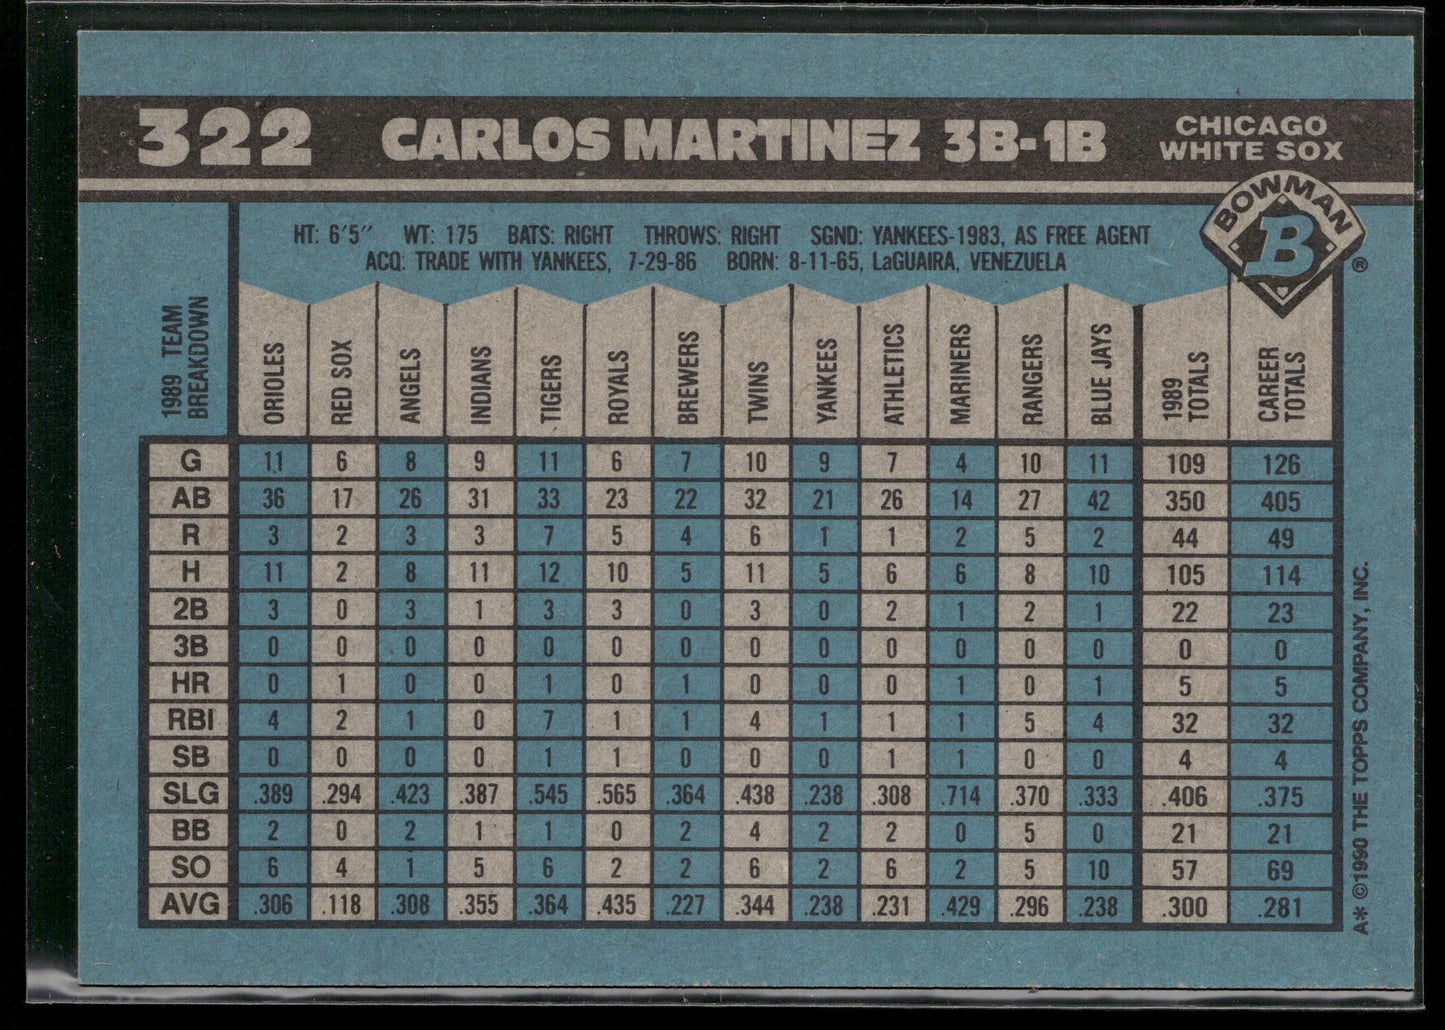 322 CARLOS MARTINEZ 3B-1B CHICAGO
WHITE SOX
BOWMAN
B
®
HT: 6'5" WT: 175 BATS: RIGHT THROWS: RIGHT SGND: YANKEES-1983, AS FREE AGENT
ACQ: TRADE WITH YANKEES, 7-29-86 BORN: 8-11-65, LaGUAIRA, VENEZUELA
1989 TEAM
BREAKDOWN
ORIOLES
RED SOX
ANGELS
INDIANS
TIGERS
ROYALS
BREWERS
TWINS
YANKEES
ATHLETICS
MARINERS
RANGERS
BLUE JAYS
1989
TOTALS
CAREER
TOTALS
G 11 6 8 9 11 6 7 10 9 7 4 10 11 109 126
AB 36 17 26 31 33 23 22 32 21 26 14 27 42 350 405
R 3 2 3 3 7 5 4 6 1 1 2 5 2 44 49
H 11 2 8 11 12 10 5 11 5 6 6 8 10 105 114
2B 3 0 3 1 3 3 0 3 0 2 1 2 1 22 23
3B 0 0 0 0 0 0 0 0 0 0 0 0 0 0 0
HR 0 1 0 0 1 0 1 0 0 0 1 0 1 5 5
RBI 4 2 1 0 7 1 1 4 1 1 1 5 4 32 32
SB 0 0 0 0 1 1 0 0 0 1 1 0 0 4 4
SLG .389 .294 .423 .387 .545 .565 .364 .438 .238 .308 .714 .370 .333 .406 .375
BB 2 0 2 1 1 0 2 4 2 2 0 5 0 21 21
SO 6 4 1 5 6 2 2 6 2 6 2 5 10 57 69
AVG .306 .118 .308 .355 .364 .435 .227 .344 .238 .231 .429 .296 .238 .300 .281
A* ©1990 THE TOPPS COMPANY, INC.